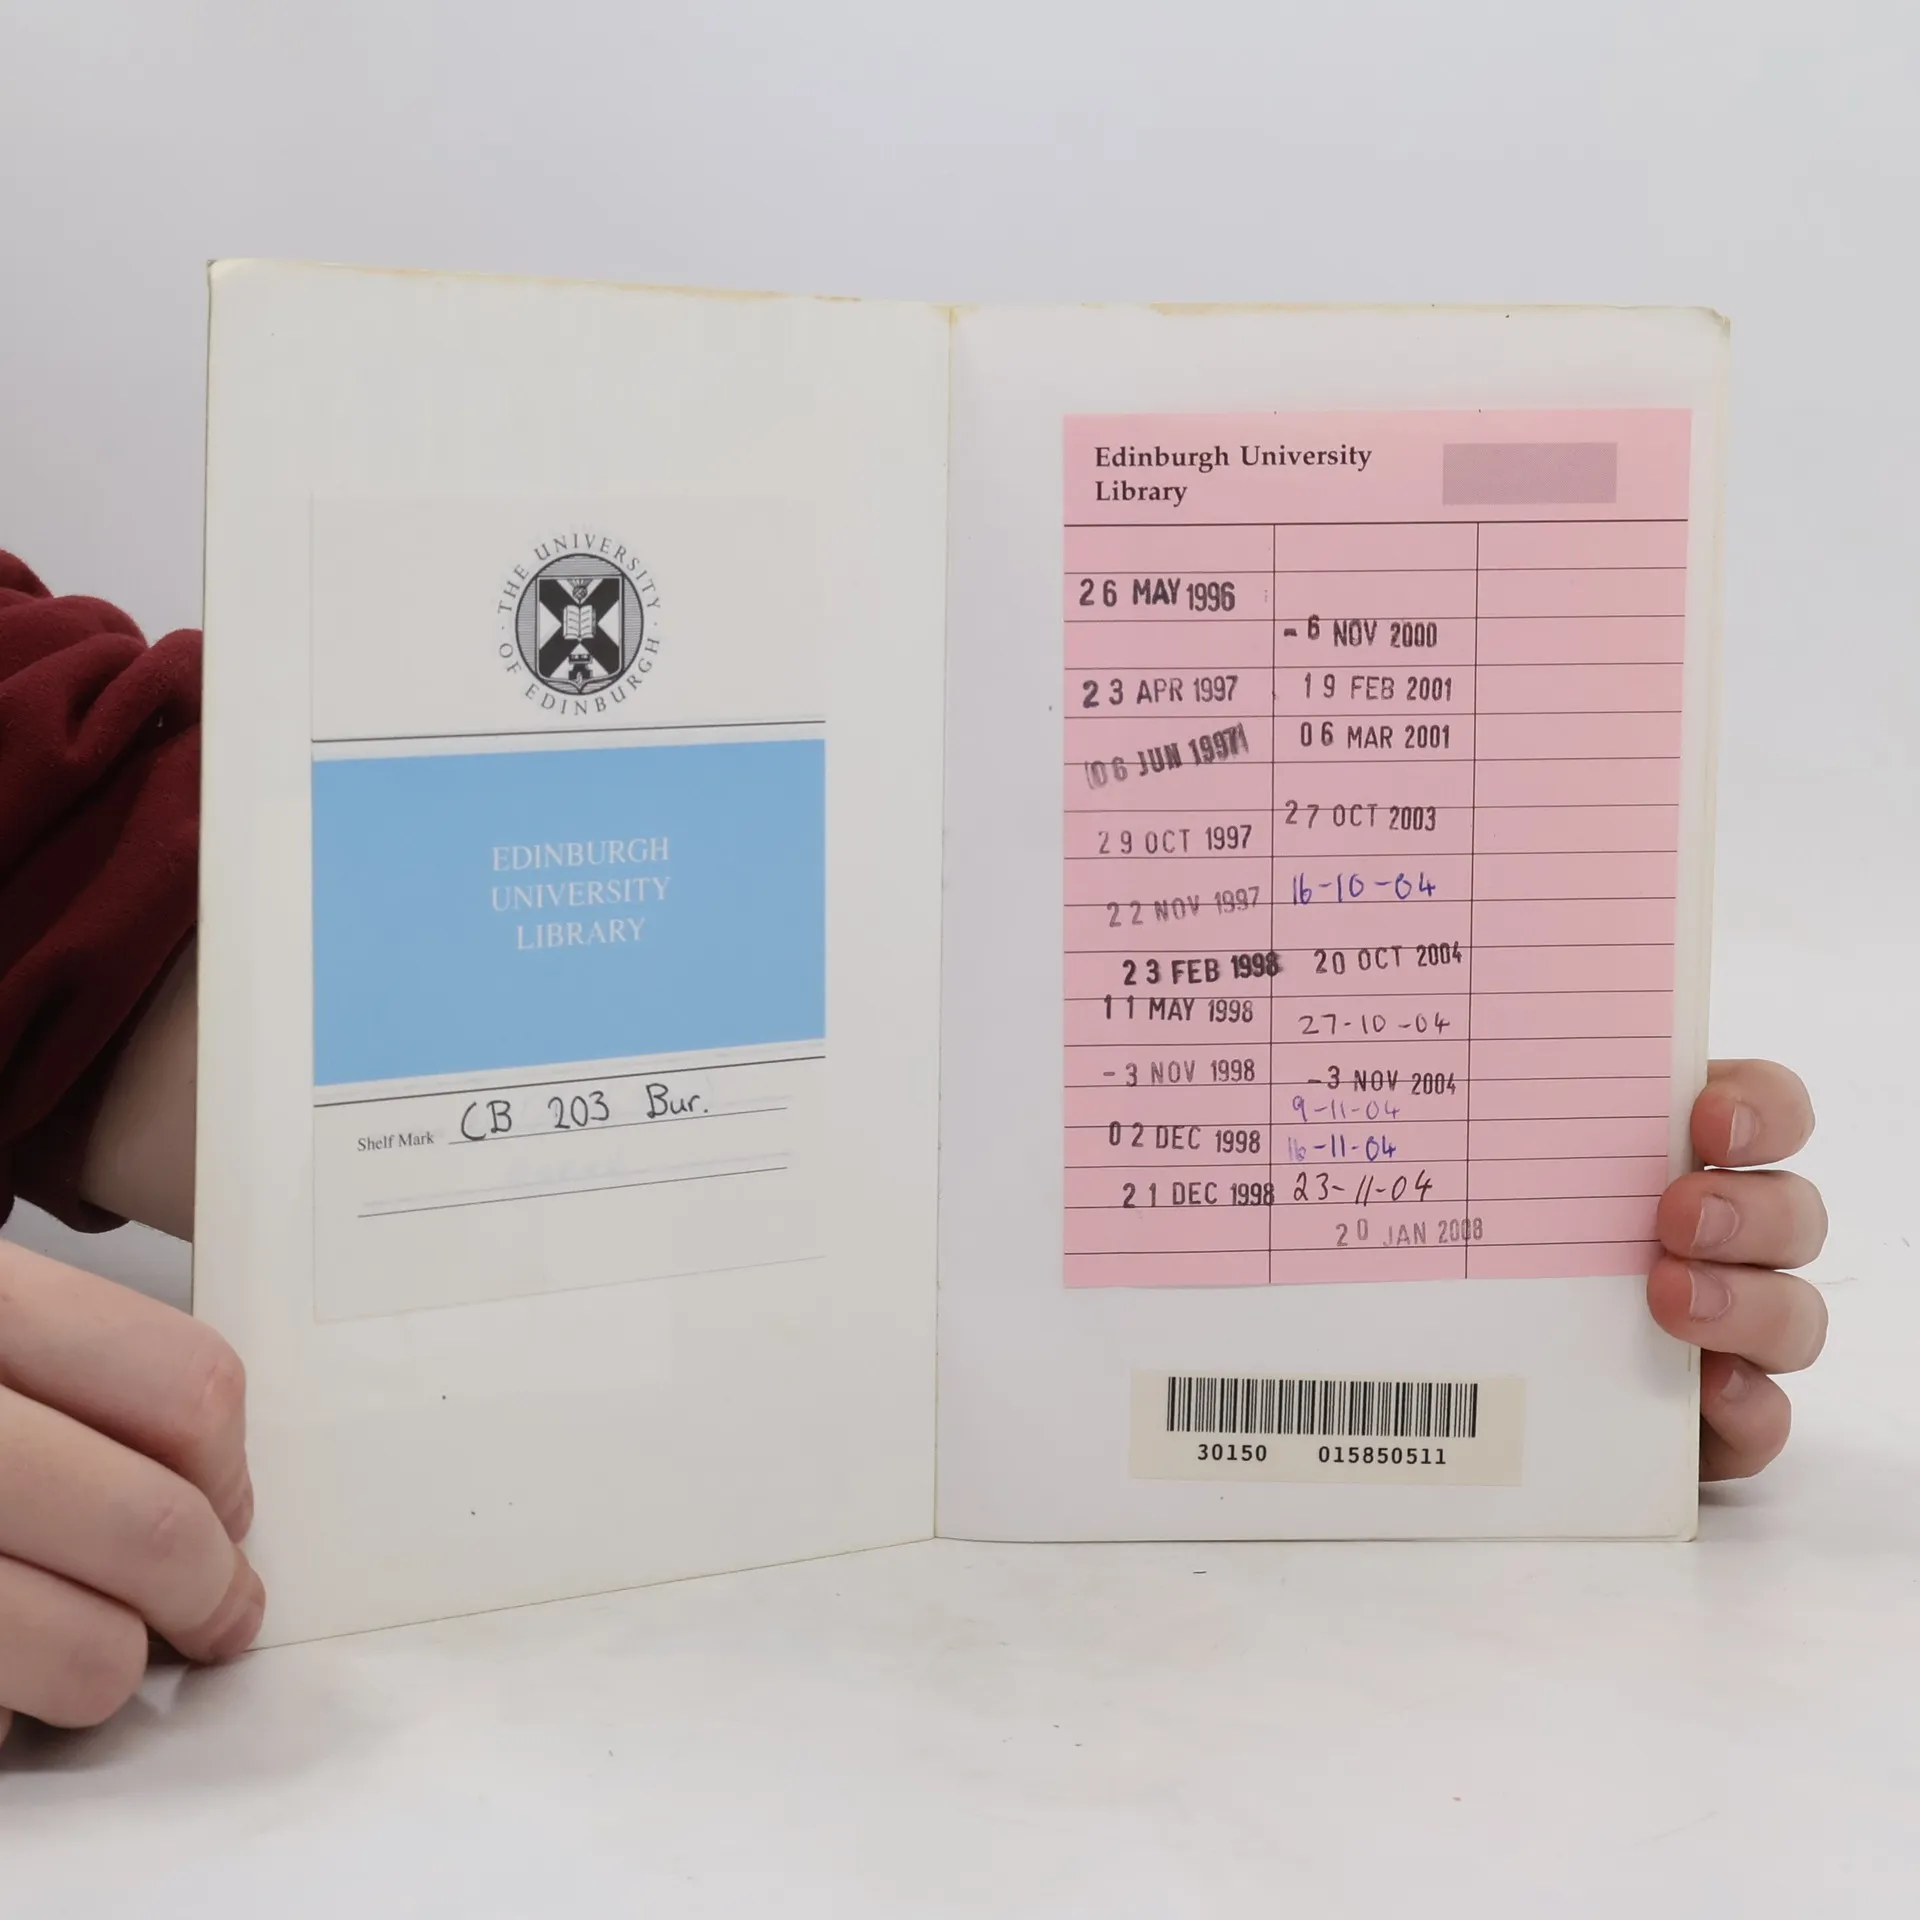 THE UNIVERSITY OF EDINBURGH
EDINBURGH
UNIVERSITY
LIBRARY
Shelf Mark CB 203 Bur.
Edinburgh University
Library
26 MAY 1996
23 APR 1997
06 JUN 1997
29 OCT 1997
22 NOV 1997
23 FEB 1998
11 MAY 1998
-3 NOV 1998
02 DEC 1998
21 DEC 1998
-6 NOV 2000
19 FEB 2001
06 MAR 2001
27 OCT 2003
16-10-04
20 OCT 2004
27-10-04
-3 NOV 2004
9-11-04
16-11-04
23-11-04
20 JAN 2008
30150 015850511